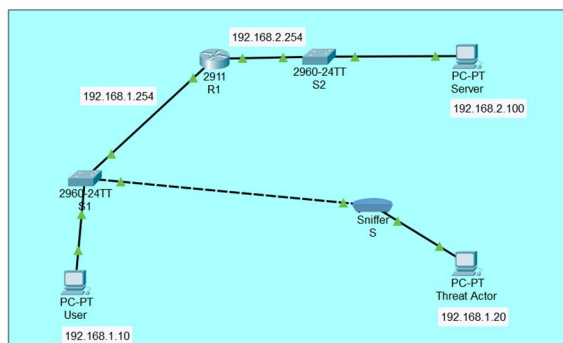 192.168.2.254
2911
R1
2960-24TT
S2
PC-PT
Server
192.168.2.100
192.168.1.254
2960-24TT
S1
Sniffer
S
PC-PT
User
192.168.1.10
PC-PT
Threat Actor
192.168.1.20